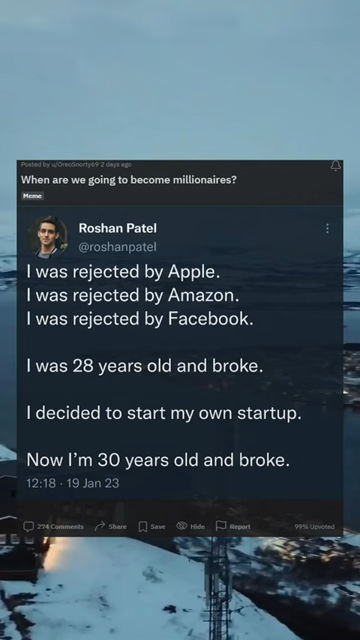 Posted by u/OreoSnorty69 2 days ago
When are we going to become millionaires?
Meme
Roshan Patel
@roshanpatel
I was rejected by Apple.
I was rejected by Amazon.
I was rejected by Facebook.
I was 28 years old and broke.
I decided to start my own startup.
Now I'm 30 years old and broke.
12:18 · 19 Jan 23
274 Comments Share Save Hide Report 99% Upvoted